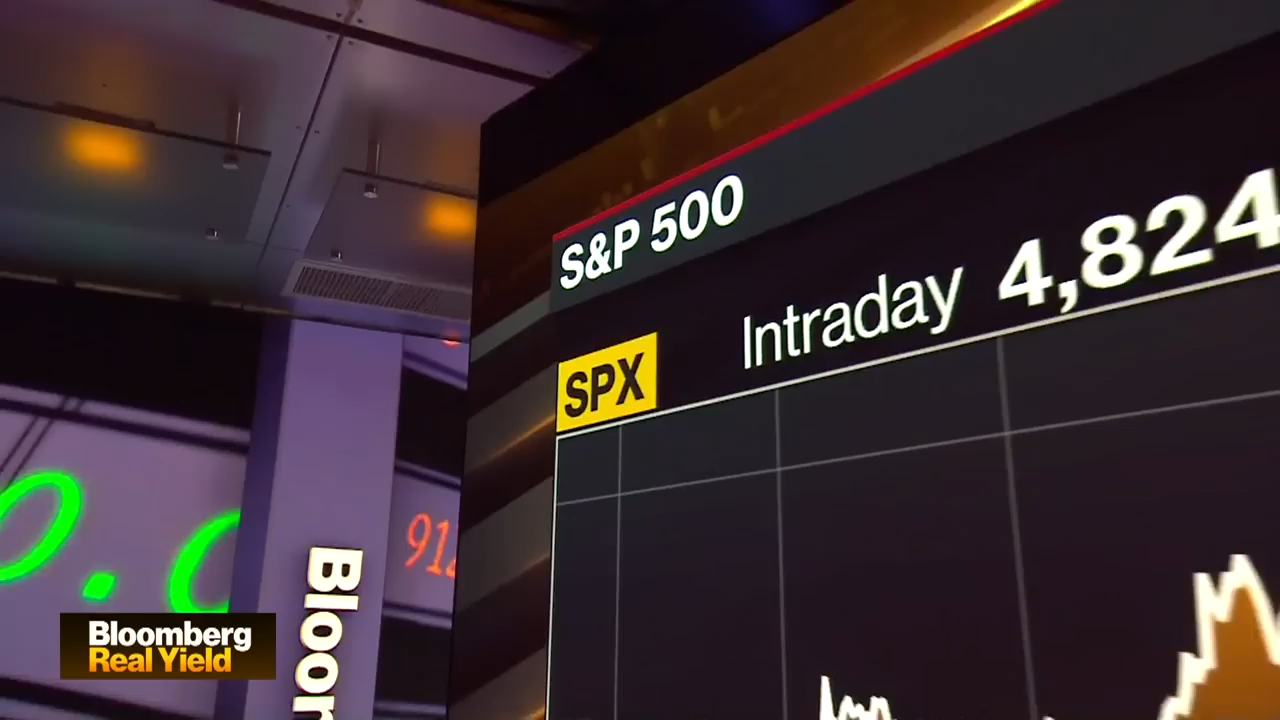 S&P 500
SPX
Intraday 4,824
Bloomberg
Real Yield